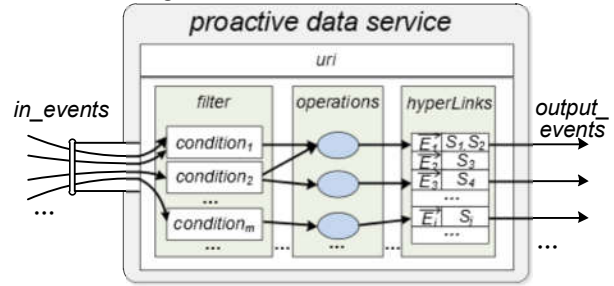 proactive data service
uri
in_events
filter
operations
hyperLinks
output_
events
condition1
E1 S1, S2
condition2
E2 S3
E3 S4
...
...
conditionm
Ei Si
...
...
...
...
...
...
...
...